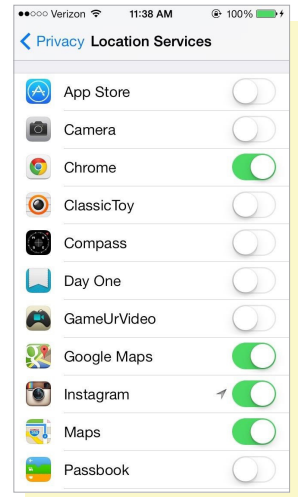 Verizon 11:38 AM 100%
Privacy Location Services
App Store
Camera
Chrome
ClassicToy
Compass
Day One
GameUrVideo
Google Maps
Instagram
Maps
Passbook